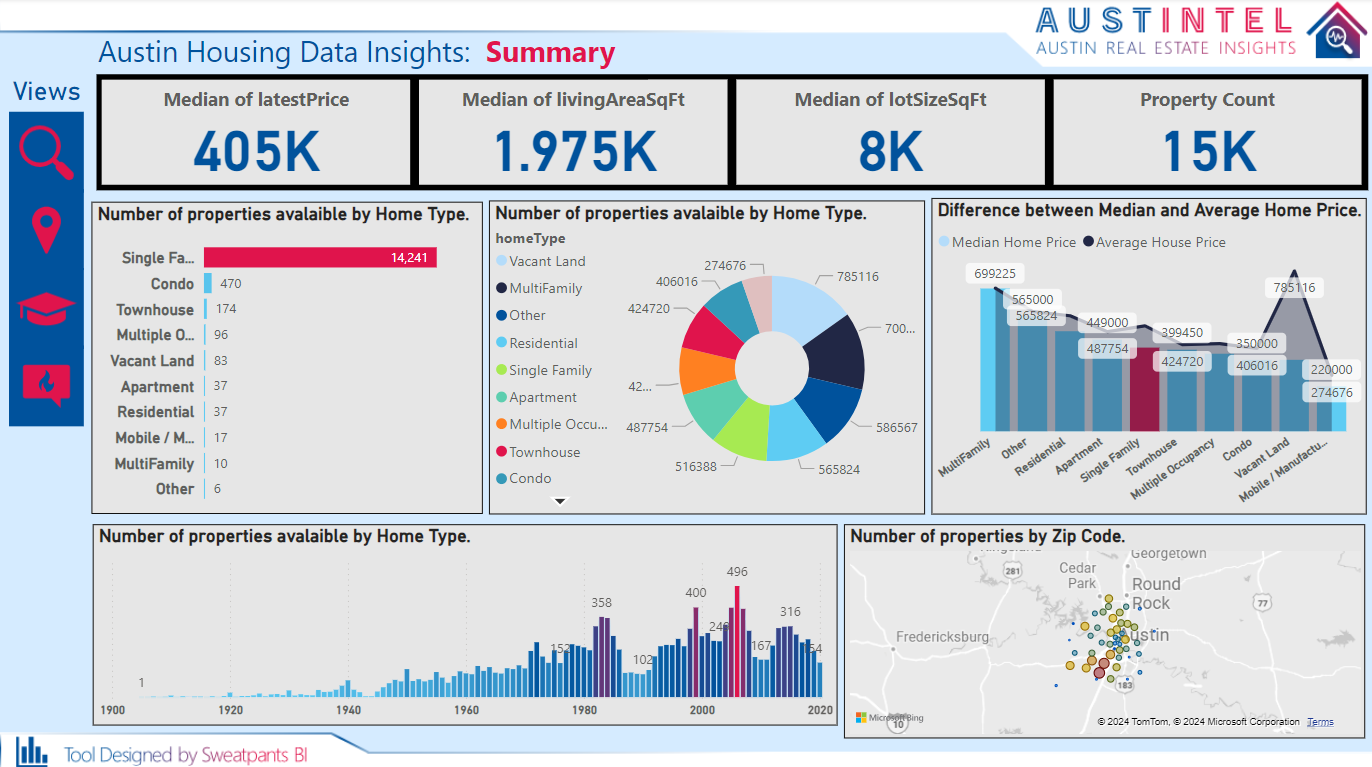 AUSTINTEL
AUSTIN REAL ESTATE INSIGHTS
Austin Housing Data Insights: Summary
Views
Median of latestPrice
405K
Median of livingAreaSqFt
1.975K
Median of lotSizeSqFt
8K
Property Count
15K
Number of properties avalaible by Home Type.
Single Fa... 14,241
Condo 470
Townhouse 174
Multiple O... 96
Vacant Land 83
Apartment 37
Residential 37
Mobile / M... 17
MultiFamily 10
Other 6
Number of properties avalaible by Home Type.
homeType
Vacant Land
MultiFamily
Other
Residential
Single Family
Apartment
Multiple Occu...
Townhouse
Condo
785116
700...
586567
565824
516388
487754
42...
424720
406016
274676
Difference between Median and Average Home Price.
Median Home Price Average House Price
699225
565000
565824
449000
487754
399450
424720
350000
406016
785116
220000
274676
MultiFamily
Other
Residential
Apartment
Single Family
Townhouse
Multiple Occupancy
Condo
Vacant Land
Mobile / Manufactu...
Number of properties avalaible by Home Type.
1
152
358
102
400
496
167
316
1900 1920 1940 1960 1980 2000 2020
Number of properties by Zip Code.
Georgetown
281
Cedar
Park
Round
Rock
77
Fredericksburg
Austin
183
10
Microsoft Bing
© 2024 TomTom, © 2024 Microsoft Corporation Terms
Tool Designed by Sweatpants BI